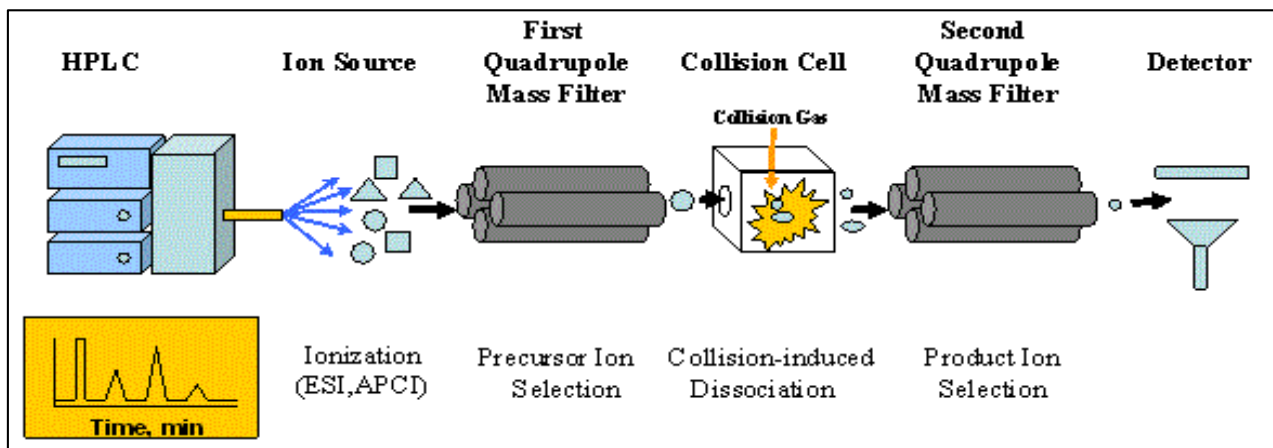 HPLC
Ion Source
First
Quadrupole
Mass Filter
Collision Cell
Second
Quadrupole
Mass Filter
Detector
Collision Gas
Time, min
Ionization
(ESI,APCI)
Precursor Ion
Selection
Collision-induced
Dissociation
Product Ion
Selection